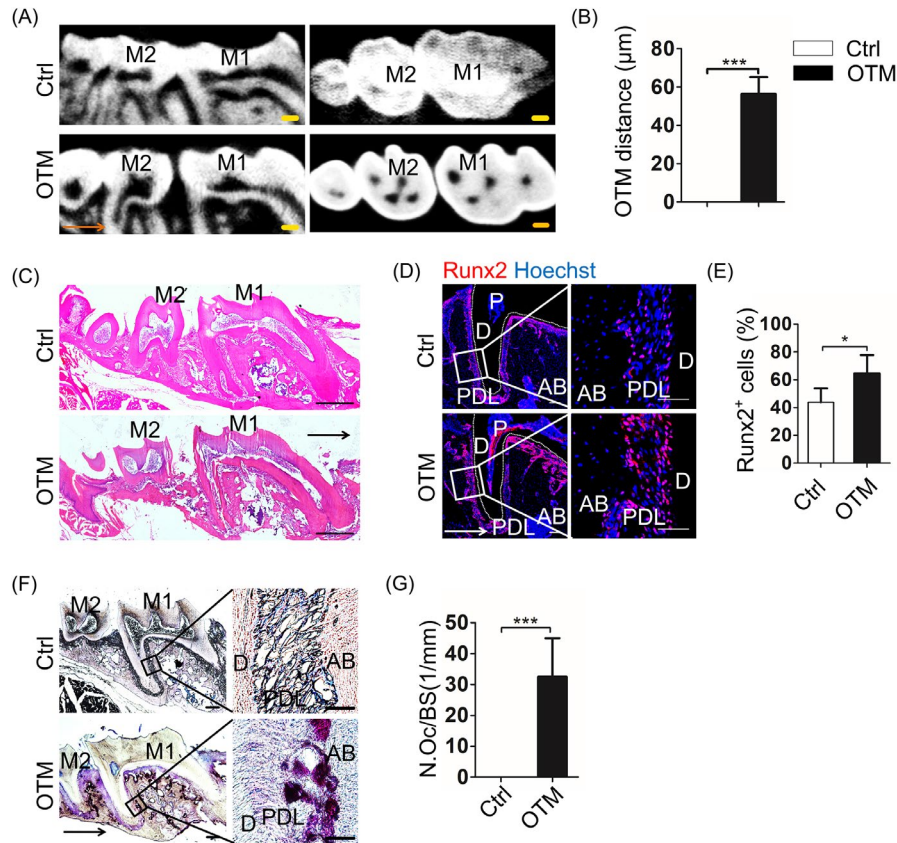 (A)
Ctrl
M2
M1
M2
M1
OTM
M2
M1
M2
M1
(B)
OTM distance (μm)
80
60
40
20
0
***
Ctrl
OTM
(C)
Ctrl
M2
M1
OTM
M2
M1
(D)
Runx2 Hoechst
Ctrl
P
D
AB
PDL
AB
PDL
D
OTM
P
D
AB
PDL
AB
PDL
D
(E)
Runx2+ cells (%)
100
80
60
40
20
0
*
Ctrl
OTM
(F)
Ctrl
M2
M1
D
PDL
AB
OTM
M2
M1
D
PDL
AB
(G)
N.Oc/BS(1/mm)
50
40
30
20
10
0
***
Ctrl
OTM